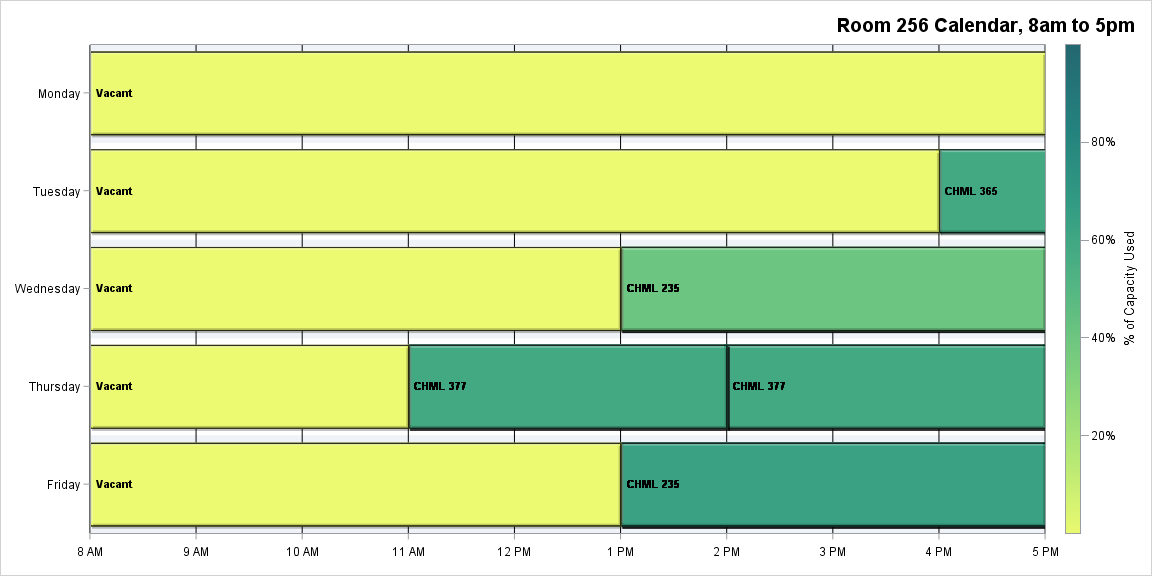 Room 256 Calendar, 8am to 5pm
Monday
Vacant
Tuesday
Vacant
CHML 365
Wednesday
Vacant
CHML 235
Thursday
Vacant
CHML 377
CHML 377
Friday
Vacant
CHML 235
8 AM
9 AM
10 AM
11 AM
12 PM
1 PM
2 PM
3 PM
4 PM
5 PM
80%
60%
40%
20%
% of Capacity Used